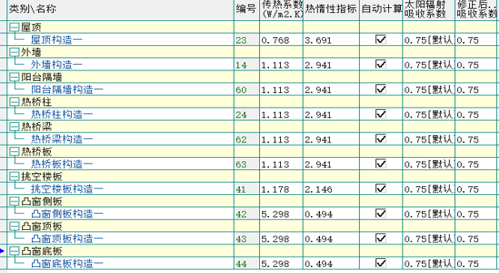 类别\名称 编号 传热系数(W/m2.K) 热惰性指标 自动计算 太阳辐射吸收系数 修正后..吸收系数
屋顶
屋顶构造一 23 0.768 3.691 0.75[默认 0.75
外墙
外墙构造一 14 1.113 2.941 0.75[默认 0.75
阳台隔墙
阳台隔墙构造一 60 1.113 2.941 0.75[默认 0.75
热桥柱
热桥柱构造一 24 1.113 2.941 0.75[默认 0.75
热桥梁
热桥梁构造一 62 1.113 2.941 0.75[默认 0.75
热桥板
热桥板构造一 63 1.113 2.941 0.75[默认 0.75
挑空楼板
挑空楼板构造一 41 1.178 2.146 0.75[默认 0.75
凸窗侧板
凸窗侧板构造一 42 5.298 0.494 0.75[默认 0.75
凸窗顶板
凸窗顶板构造一 43 5.298 0.494 0.75[默认 0.75
凸窗底板
凸窗底板构造一 44 5.298 0.494 0.75[默认 0.75